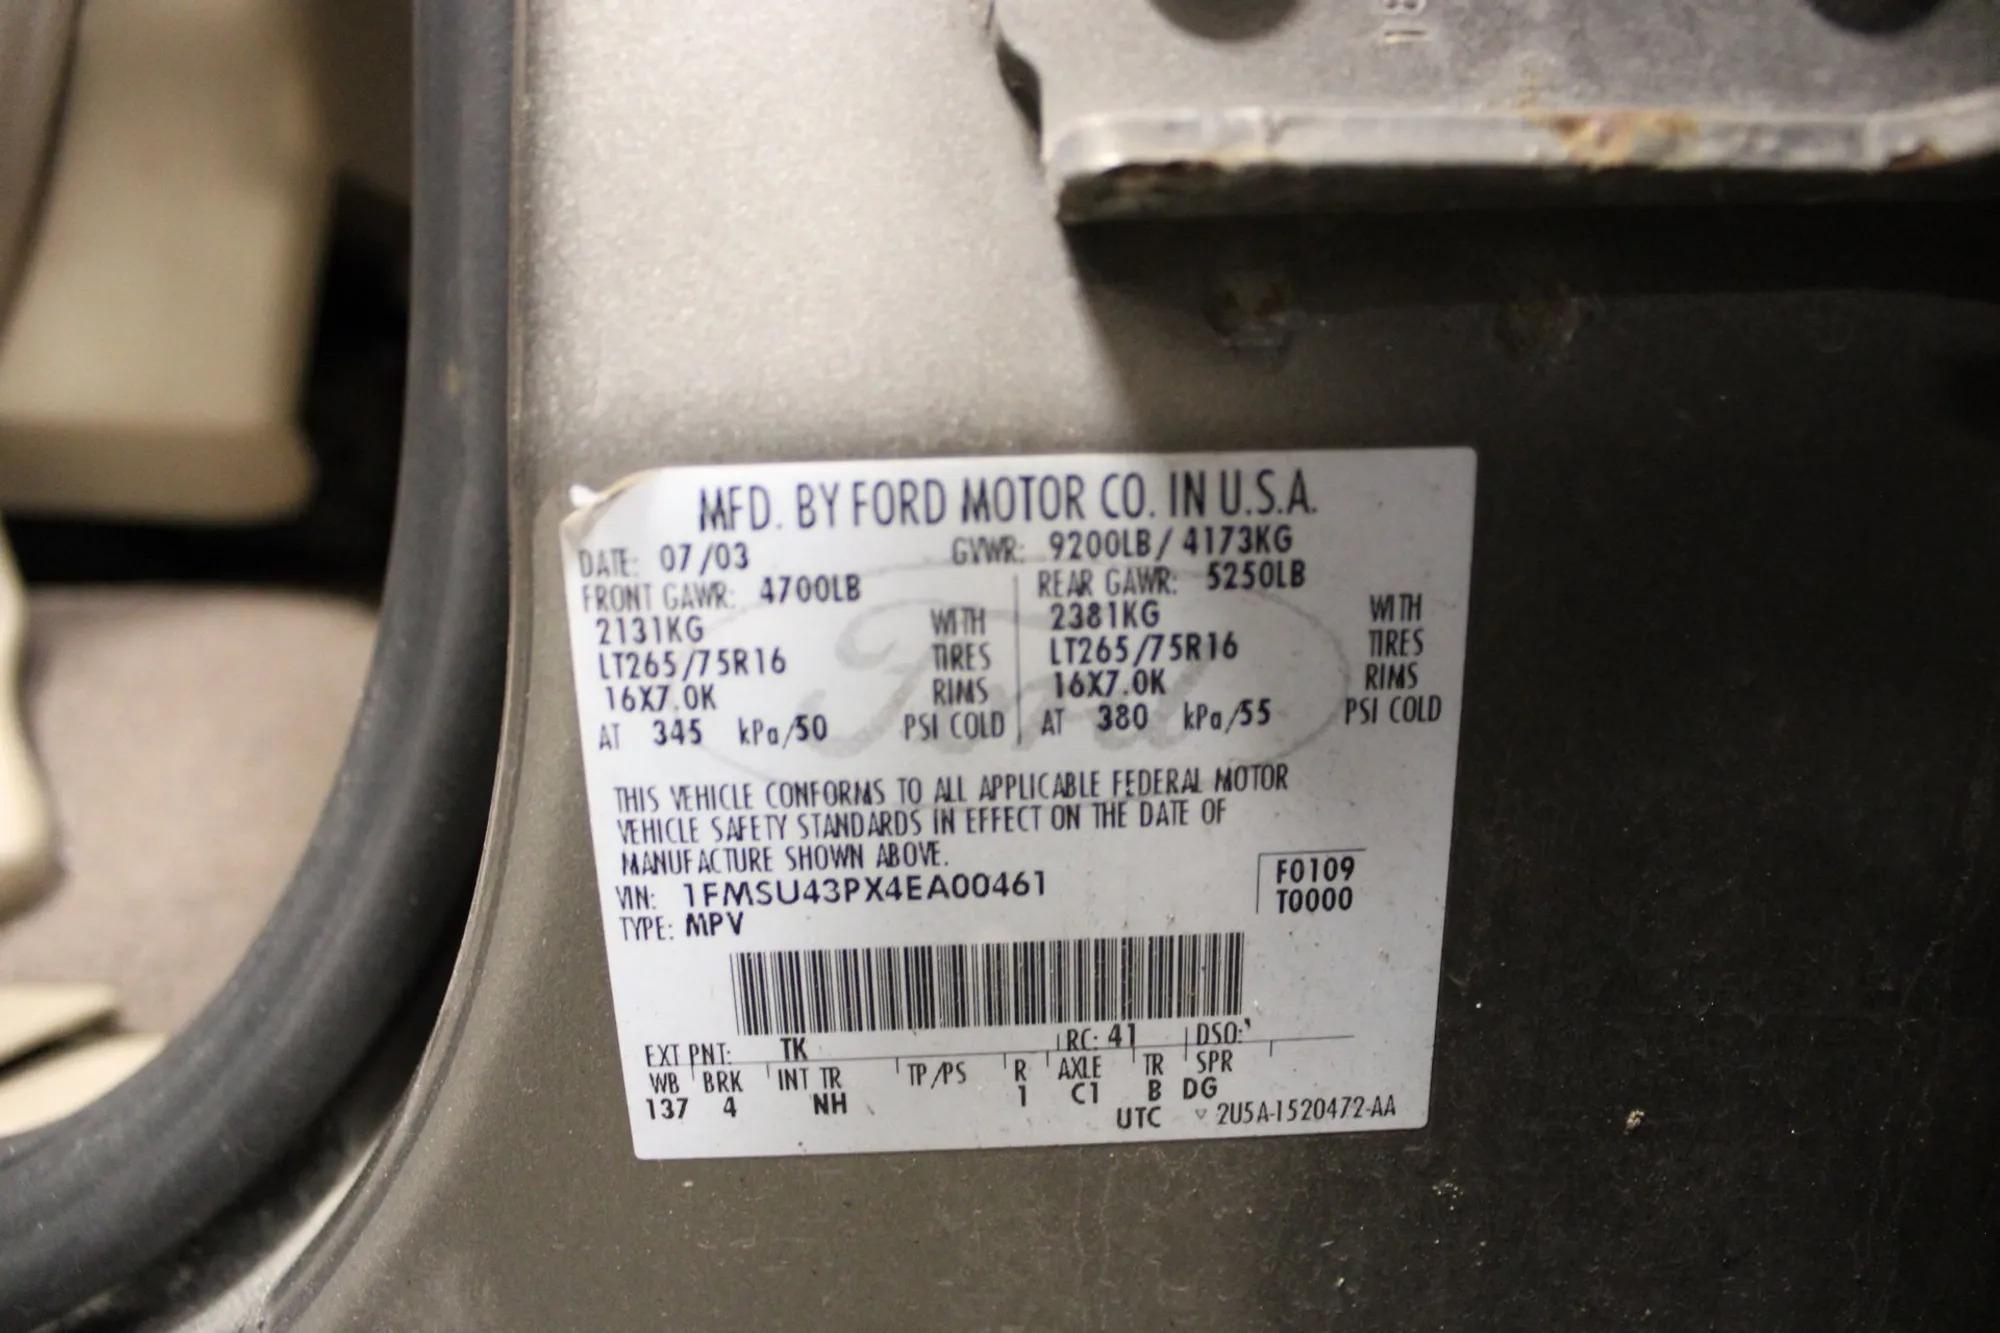 18
MFD. BY FORD MOTOR CO. IN U.S.A.
DATE: 07/03 GVWR: 9200LB / 4173KG
FRONT GAWR: 4700LB REAR GAWR: 5250LB
2131KG WITH 2381KG WITH
LT265/75R16 TIRES LT265/75R16 TIRES
16X7.0K RIMS 16X7.0K RIMS
AT 345 kPa/50 PSI COLD AT 380 kPa/55 PSI COLD
Ford
THIS VEHICLE CONFORMS TO ALL APPLICABLE FEDERAL MOTOR
VEHICLE SAFETY STANDARDS IN EFFECT ON THE DATE OF
MANUFACTURE SHOWN ABOVE.
VIN: 1FMSU43PX4EA00461 F0109
TYPE: MPV T0000
EXT PNT: TK RC: 41 DSO:
WB BRK INT TR TP/PS R AXLE TR SPR
137 4 NH 1 C1 B DG
UTC ▽ 2U5A-1520472-AA